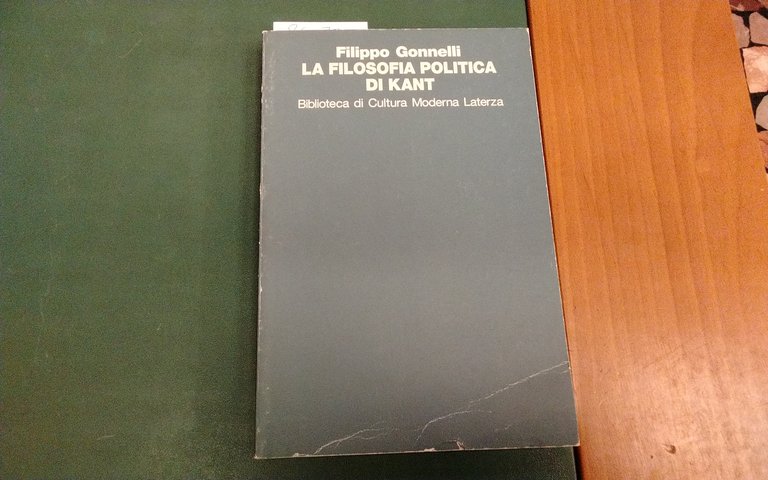 Filippo Gonnelli
LA FILOSOFIA POLITICA
DI KANT
Biblioteca di Cultura Moderna Laterza